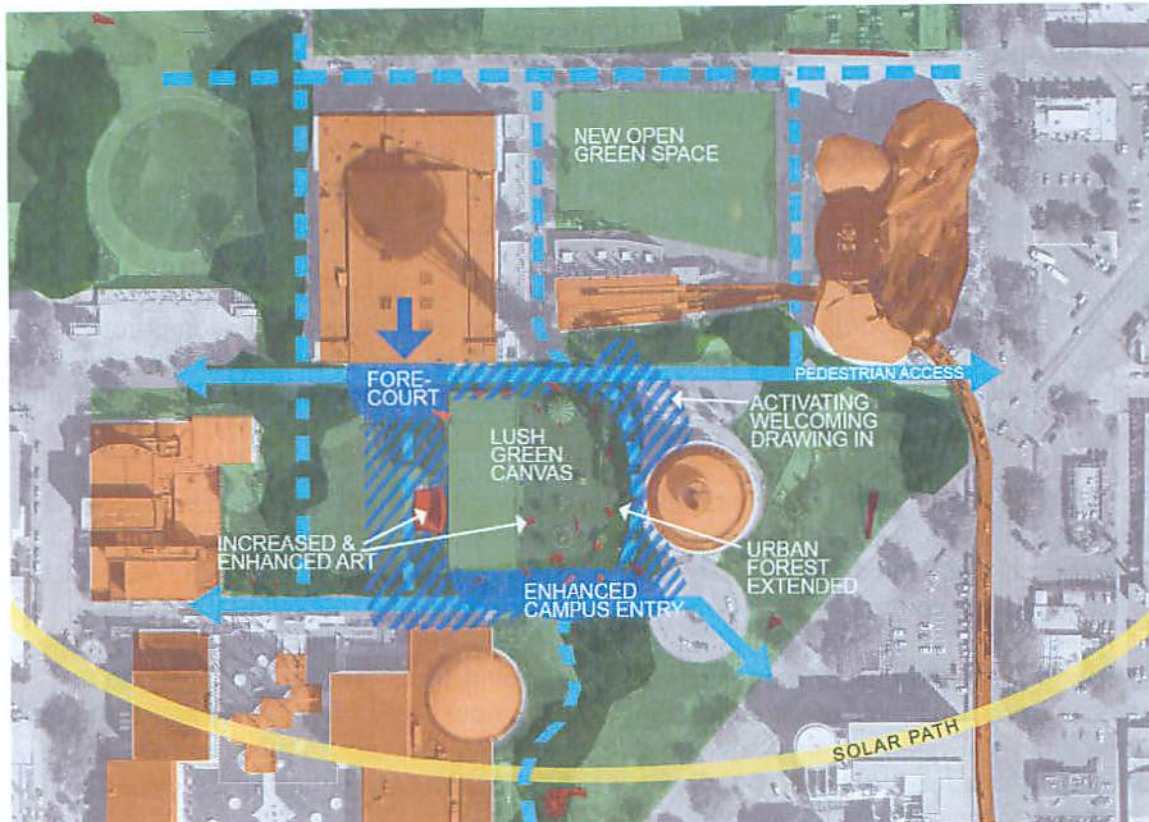 NEW OPEN
GREEN SPACE
PEDESTRIAN ACCESS
FORE-
COURT
ACTIVATING
WELCOMING
DRAWING IN
LUSH
GREEN
CANVAS
INCREASED &
ENHANCED ART
URBAN
FOREST
EXTENDED
ENHANCED
CAMPUS ENTRY
SOLAR PATH